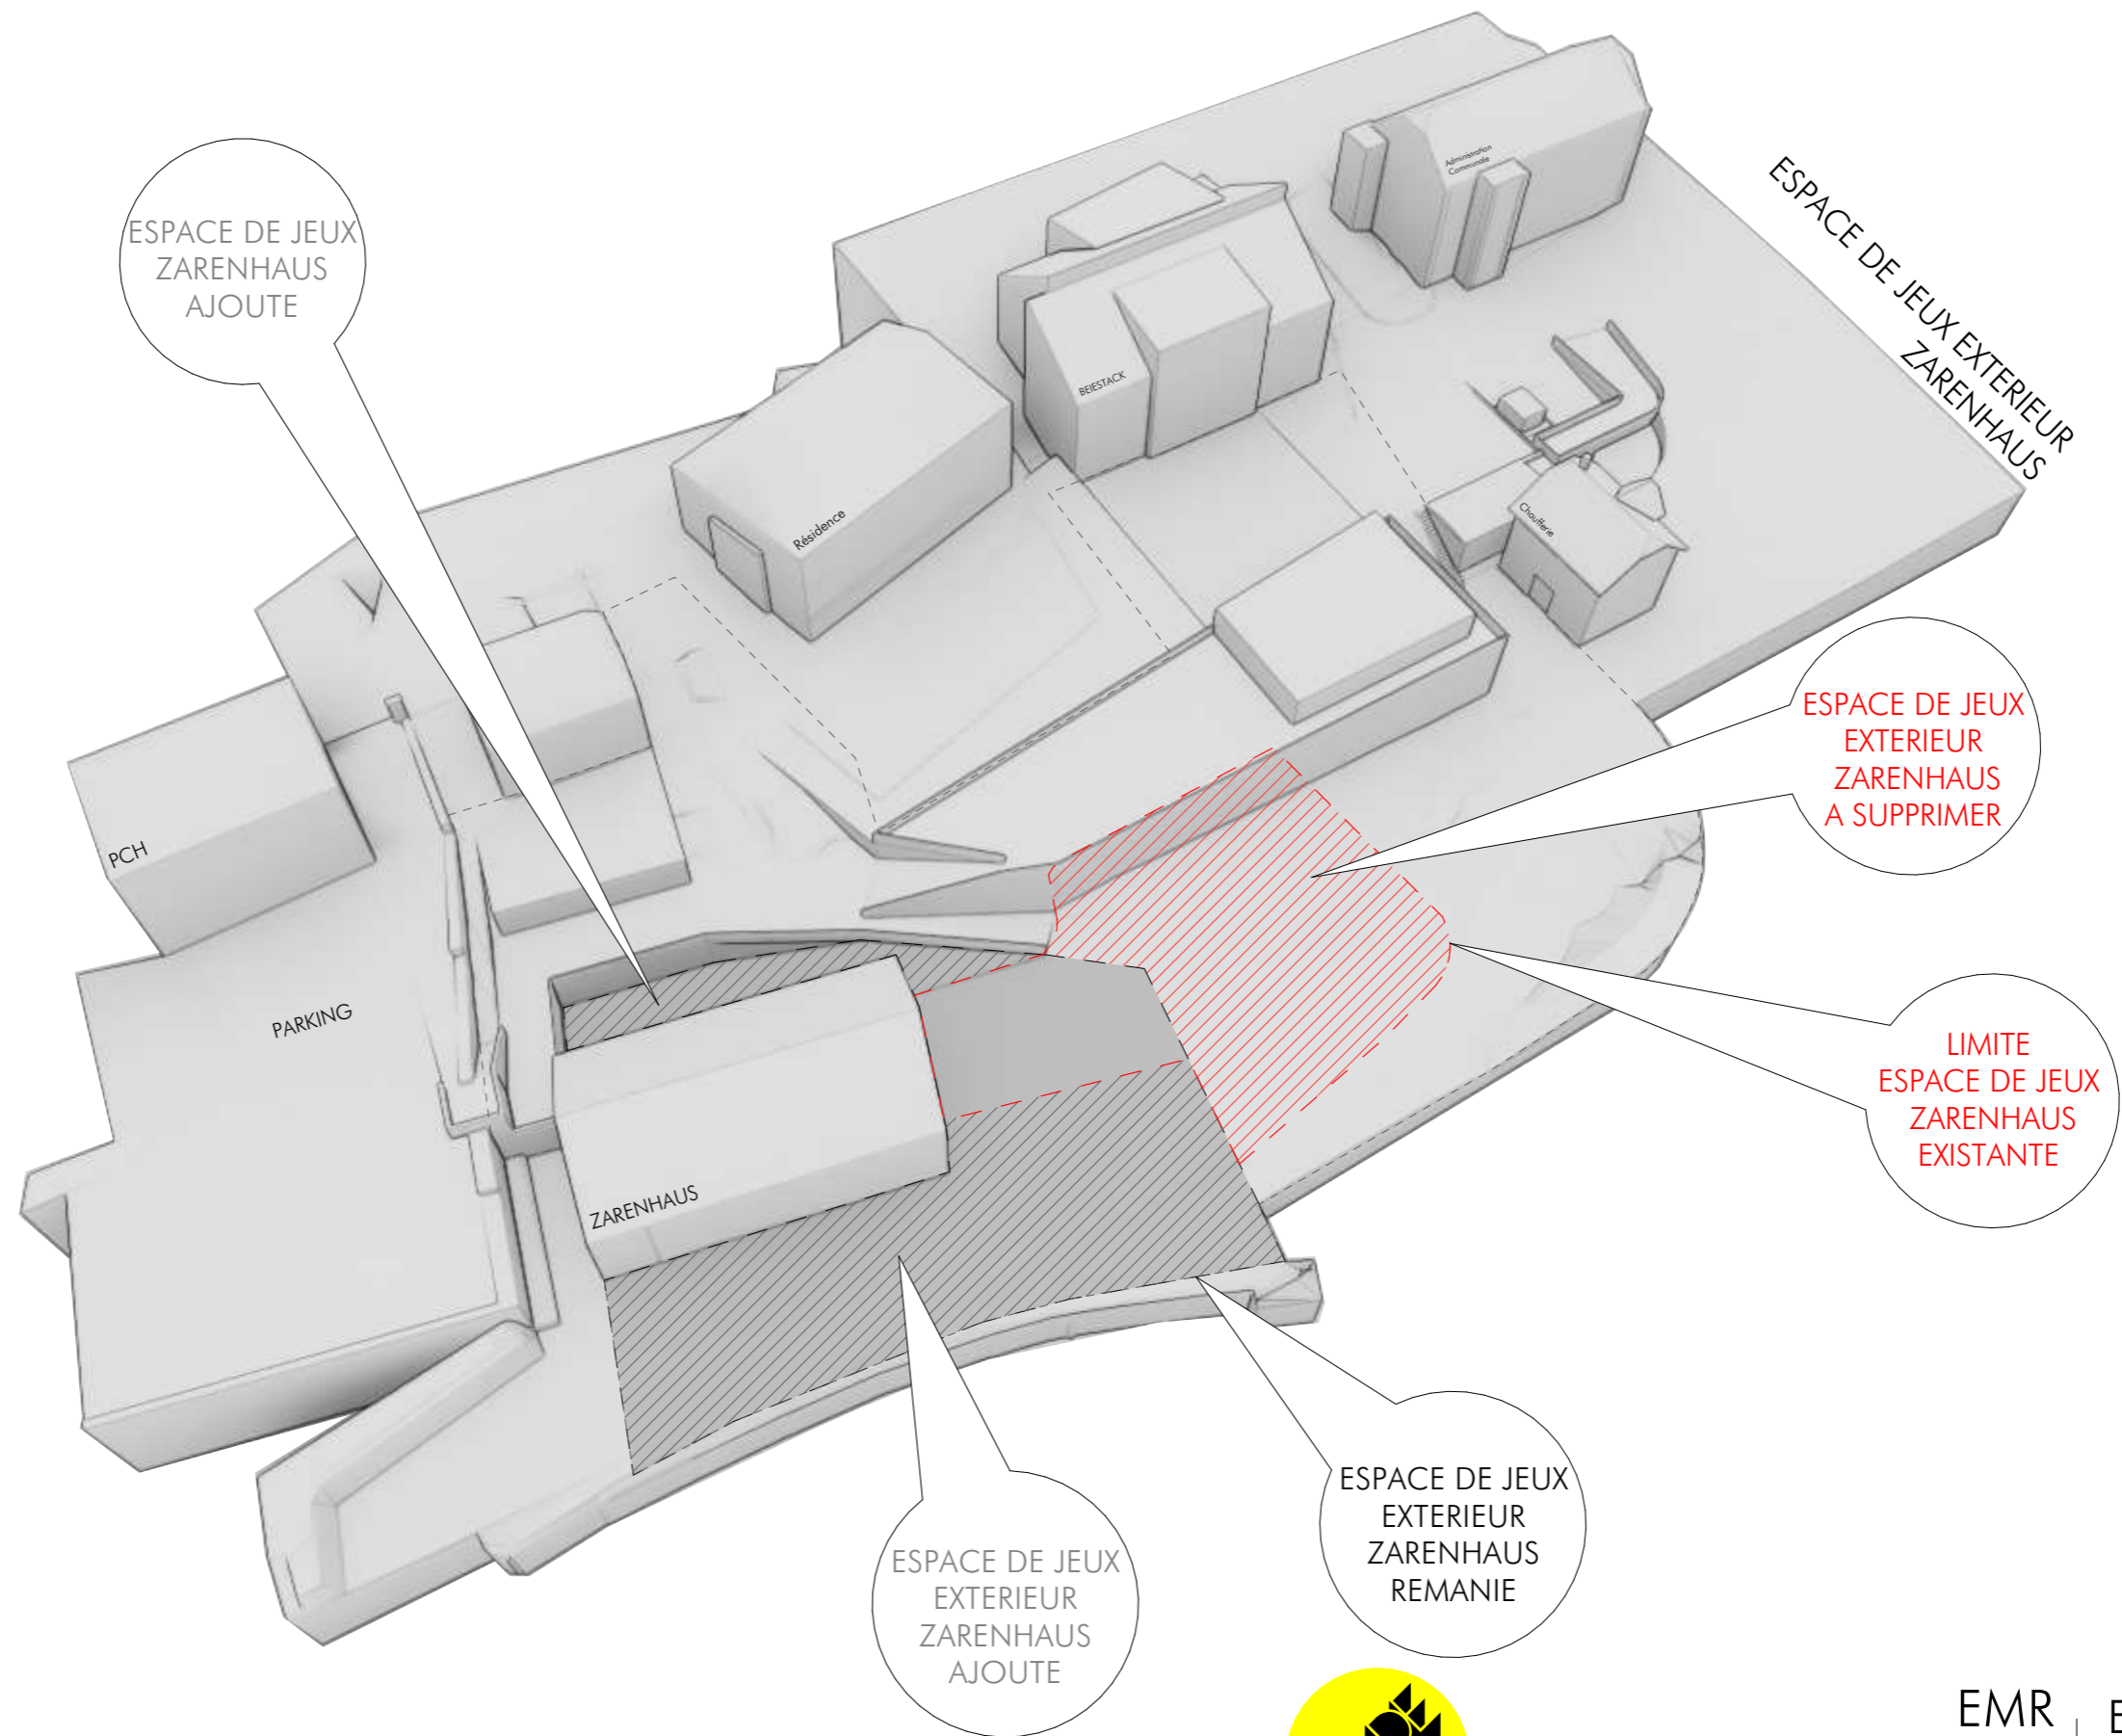 ESPACE DE JEUX
ZARENHAUS
AJOUTE
Administration
Communale
ESPACE DE JEUX EXTERIEUR
ZARENHAUS
BEIESTACK
Résidence
Chaufferie
ESPACE DE JEUX
EXTERIEUR
ZARENHAUS
A SUPPRIMER
PCH
PARKING
LIMITE
ESPACE DE JEUX
ZARENHAUS
EXISTANTE
ZARENHAUS
ESPACE DE JEUX
EXTERIEUR
ZARENHAUS
REMANIE
ESPACE DE JEUX
EXTERIEUR
ZARENHAUS
AJOUTE
EMR